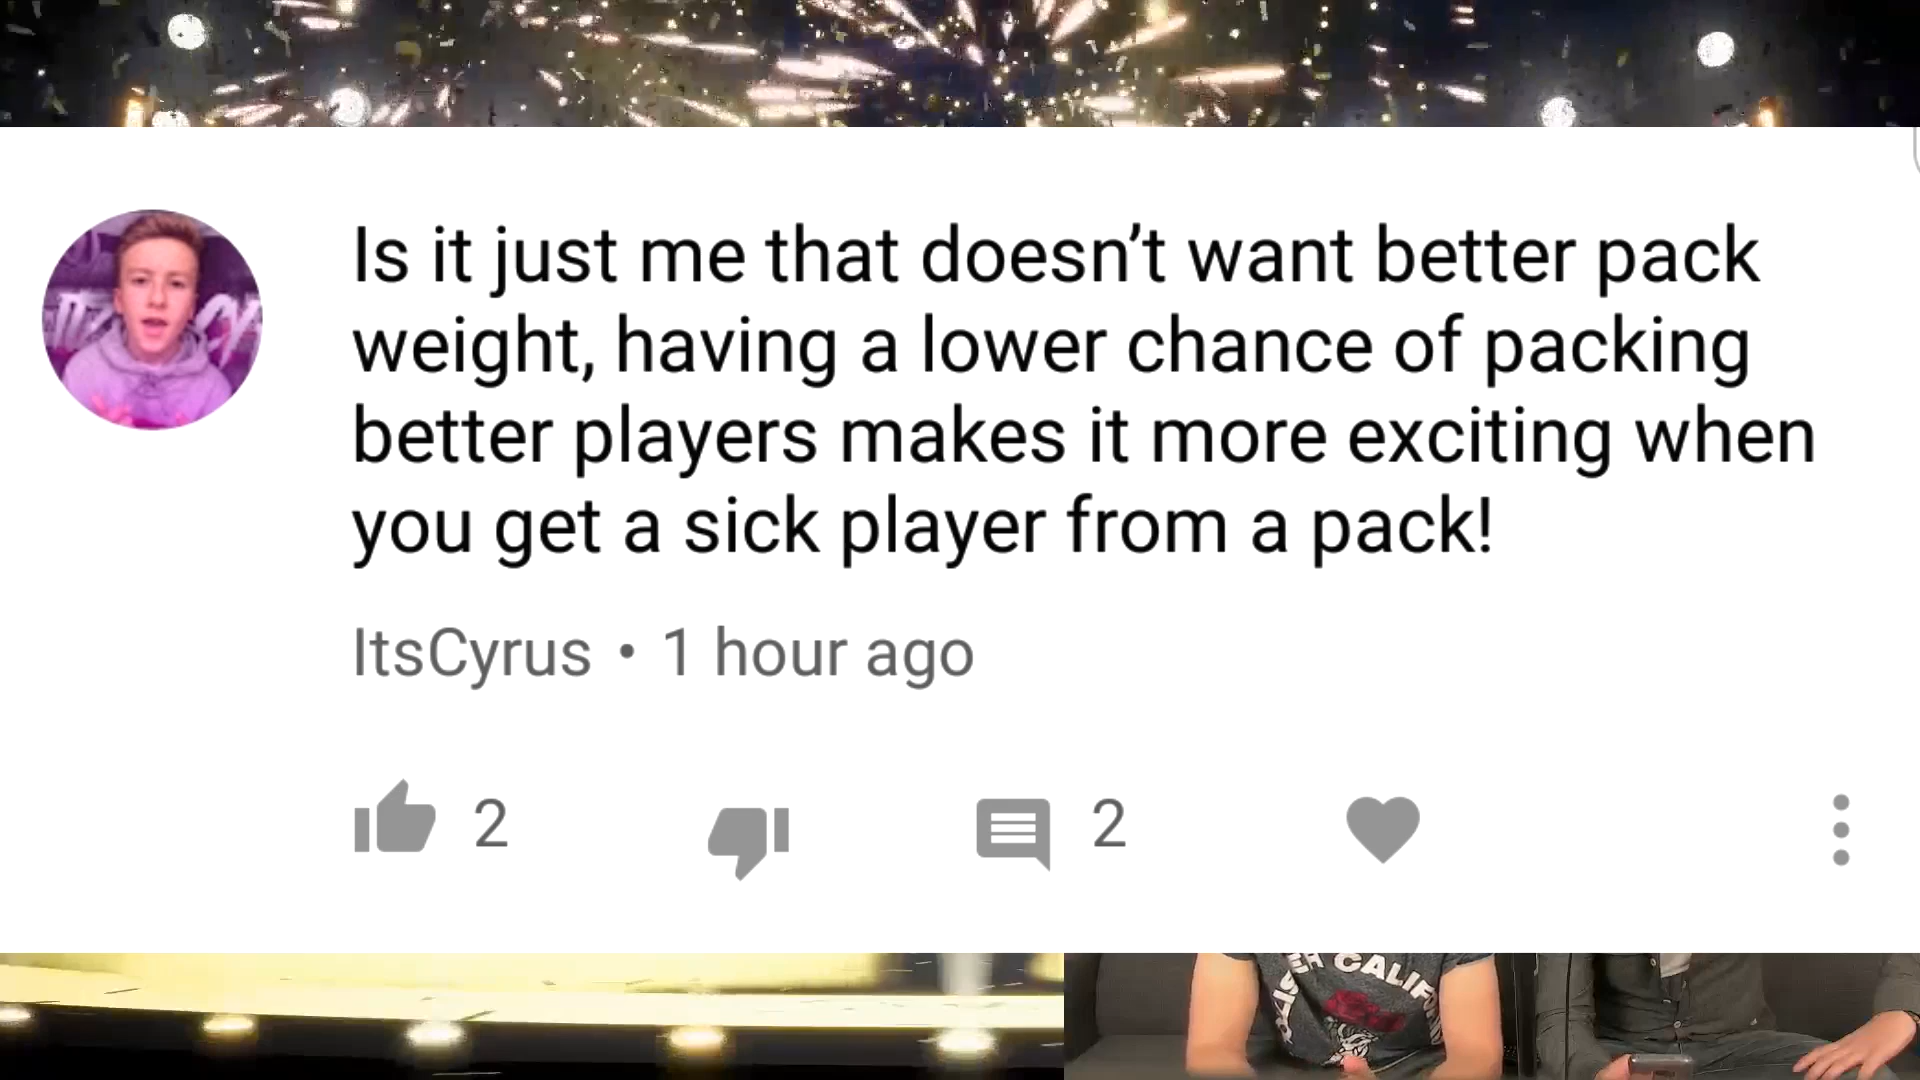 Is it just me that doesn’t want better pack
weight, having a lower chance of packing
better players makes it more exciting when
you get a sick player from a pack!
ItsCyrus • 1 hour ago
2
2
CALIF